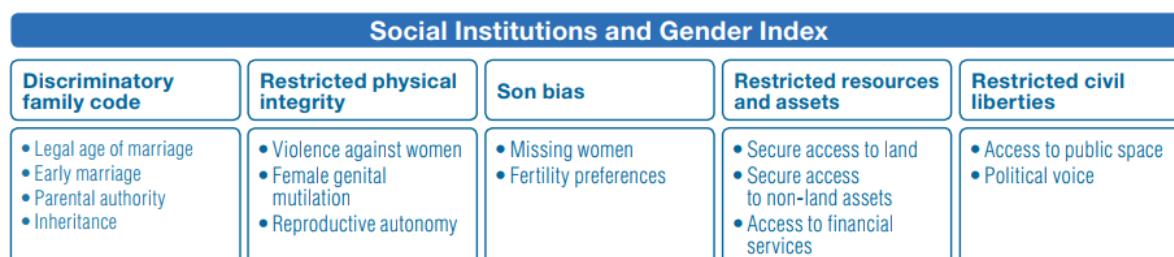 Social Institutions and Gender Index
Discriminatory
family code
• Legal age of marriage
• Early marriage
• Parental authority
• Inheritance
Restricted physical
integrity
• Violence against women
• Female genital
mutilation
• Reproductive autonomy
Son bias
• Missing women
• Fertility preferences
Restricted resources
and assets
• Secure access to land
• Secure access
to non-land assets
• Access to financial
services
Restricted civil
liberties
• Access to public space
• Political voice